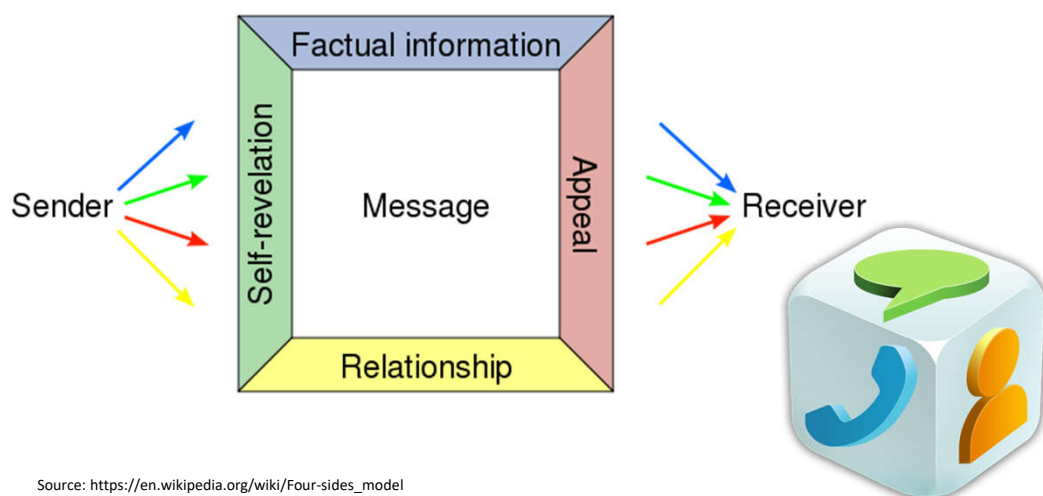 Factual information
Self-revelation
Sender
Message
Appeal
Receiver
Relationship
Source: https://en.wikipedia.org/wiki/Four-sides_model